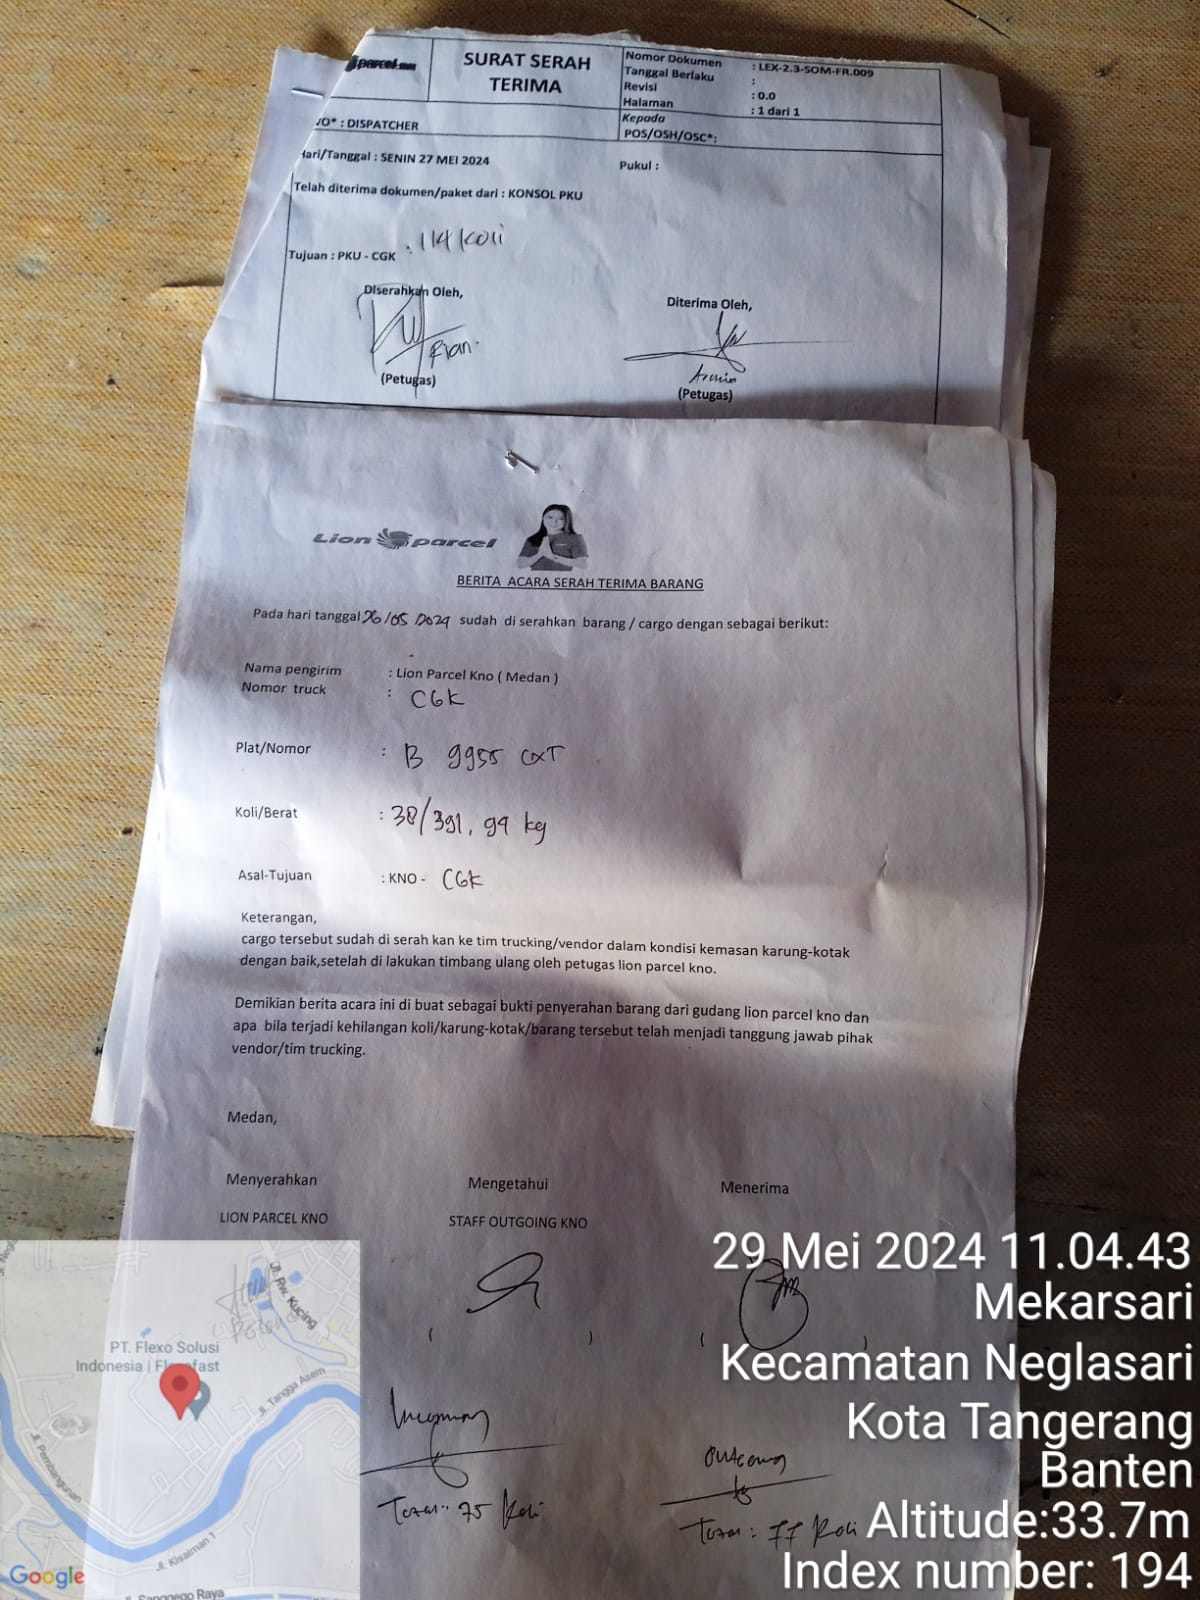 parcel
SURAT SERAH
TERIMA
Nomor Dokumen : LEX-2.3-SOM-FR.009
Tanggal Berlaku :
Revisi : 0.0
Halaman : 1 dari 1
VO* : DISPATCHER
Kepada
POS/OSH/OSC*:
Hari/Tanggal : SENIN 27 MEI 2024
Pukul :
Telah diterima dokumen/paket dari : KONSOL PKU
Tujuan : PKU - CGK : 114 Koli
Diserahkan Oleh,
Diterima Oleh,
Rian
(Petugas)
(Petugas)
Lion parcel
BERITA ACARA SERAH TERIMA BARANG
Pada hari tanggal 26/05/2024 sudah di serahkan barang / cargo dengan sebagai berikut:
Nama pengirim : Lion Parcel Kno ( Medan )
Nomor truck : CGK
Plat/Nomor : B 9955 CXT
Koli/Berat : 38/391,99 kg
Asal-Tujuan : KNO - CGK
Keterangan,
cargo tersebut sudah di serah kan ke tim trucking/vendor dalam kondisi kemasan karung-kotak
dengan baik,setelah di lakukan timbang ulang oleh petugas lion parcel kno.
Demikian berita acara ini di buat sebagai bukti penyerahan barang dari gudang lion parcel kno dan
apa bila terjadi kehilangan koli/karung-kotak/barang tersebut telah menjadi tanggung jawab pihak
vendor/tim trucking.
Medan,
Menyerahkan
Mengetahui
Menerima
LION PARCEL KNO
STAFF OUTGOING KNO
Incoming
Total : 75 Koli
Outgoing
Total : 77 Koli
Jl. Rw. Kucing
PT. Flexo Solusi
Indonesia | Flexofast
Jl. Tangga Asem
Jl. Pembangunan
Jl. Kisaiman 1
Google
29 Mei 2024 11.04.43
Mekarsari
Kecamatan Neglasari
Kota Tangerang
Banten
Altitude:33.7m
Index number: 194